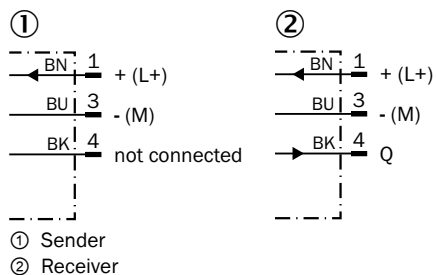 ① ②
BN 1 + (L+) BN 1 + (L+)
BU 3 - (M) BU 3 - (M)
BK 4 not connected BK 4 Q
① Sender
② Receiver